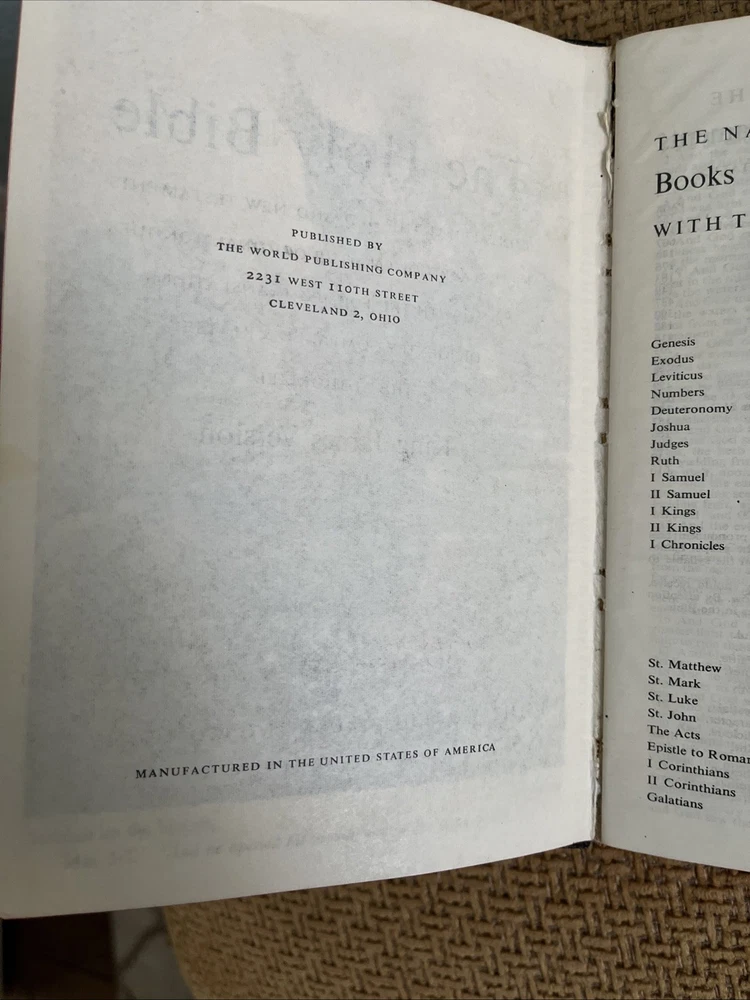 PUBLISHED BY
THE WORLD PUBLISHING COMPANY
2231 WEST 110TH STREET
CLEVELAND 2, OHIO
MANUFACTURED IN THE UNITED STATES OF AMERICA
THE
Books
WITH
Genesis
Exodus
Leviticus
Numbers
Deuteronomy
Joshua
Judges
Ruth
I Samuel
II Samuel
I Kings
II Kings
I Chronicles
St. Matthew
St. Mark
St. Luke
St. John
The Acts
Epistle to
I Corinthians
II Corinthians
Galatians